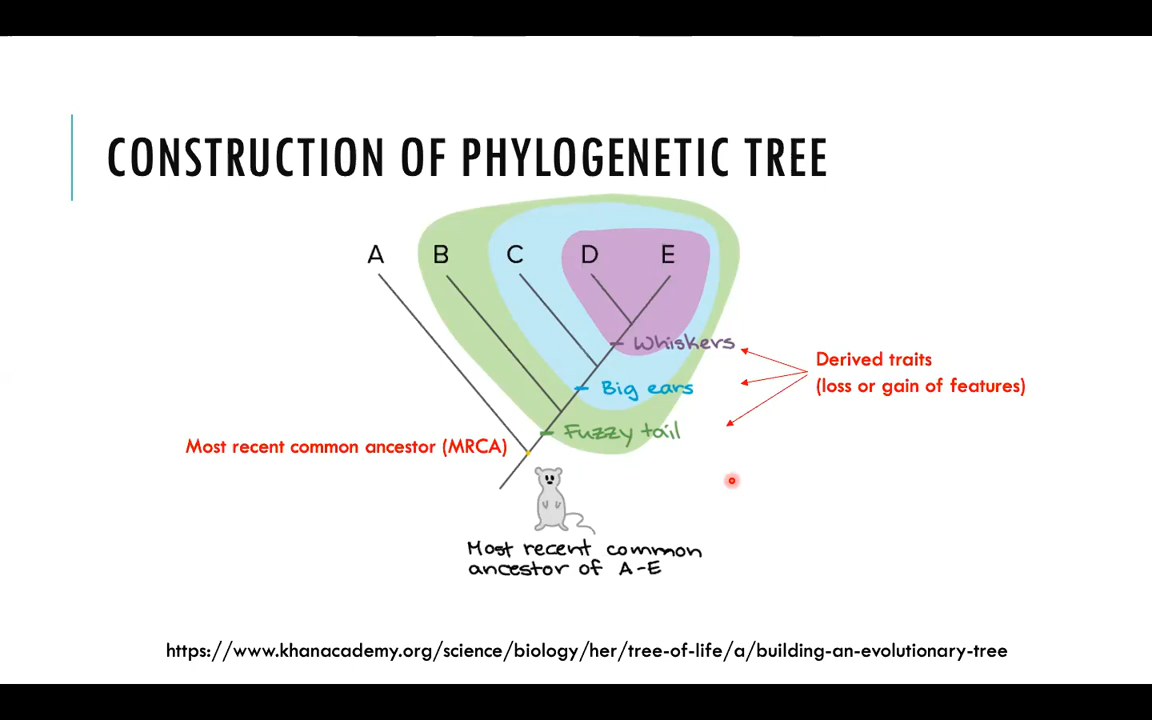 CONSTRUCTION OF PHYLOGENETIC TREE
A B C D E
Whiskers
Derived traits
(loss or gain of features)
Big ears
Fuzzy tail
Most recent common ancestor (MRCA)
Most recent common
ancestor of A-E
https://www.khanacademy.org/science/biology/her/tree-of-life/a/building-an-evolutionary-tree